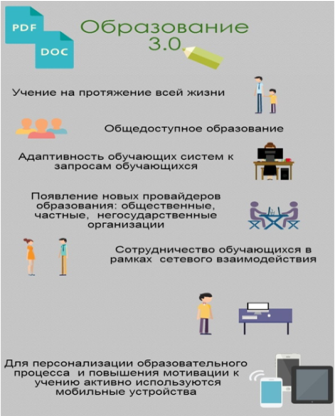 PDF
DOC
Образование
3.0
Учение на протяжение всей жизни
Общедоступное образование
Адаптивность обучающих систем к
запросам обучающихся
Появление новых провайдеров
образования: общественные,
частные, негосударственные
организации
Сотрудничество обучающихся в
рамках сетевого взаимодействия
Для персонализации образовательного
процесса и повышения мотивации к
учению активно используются
мобильные устройства